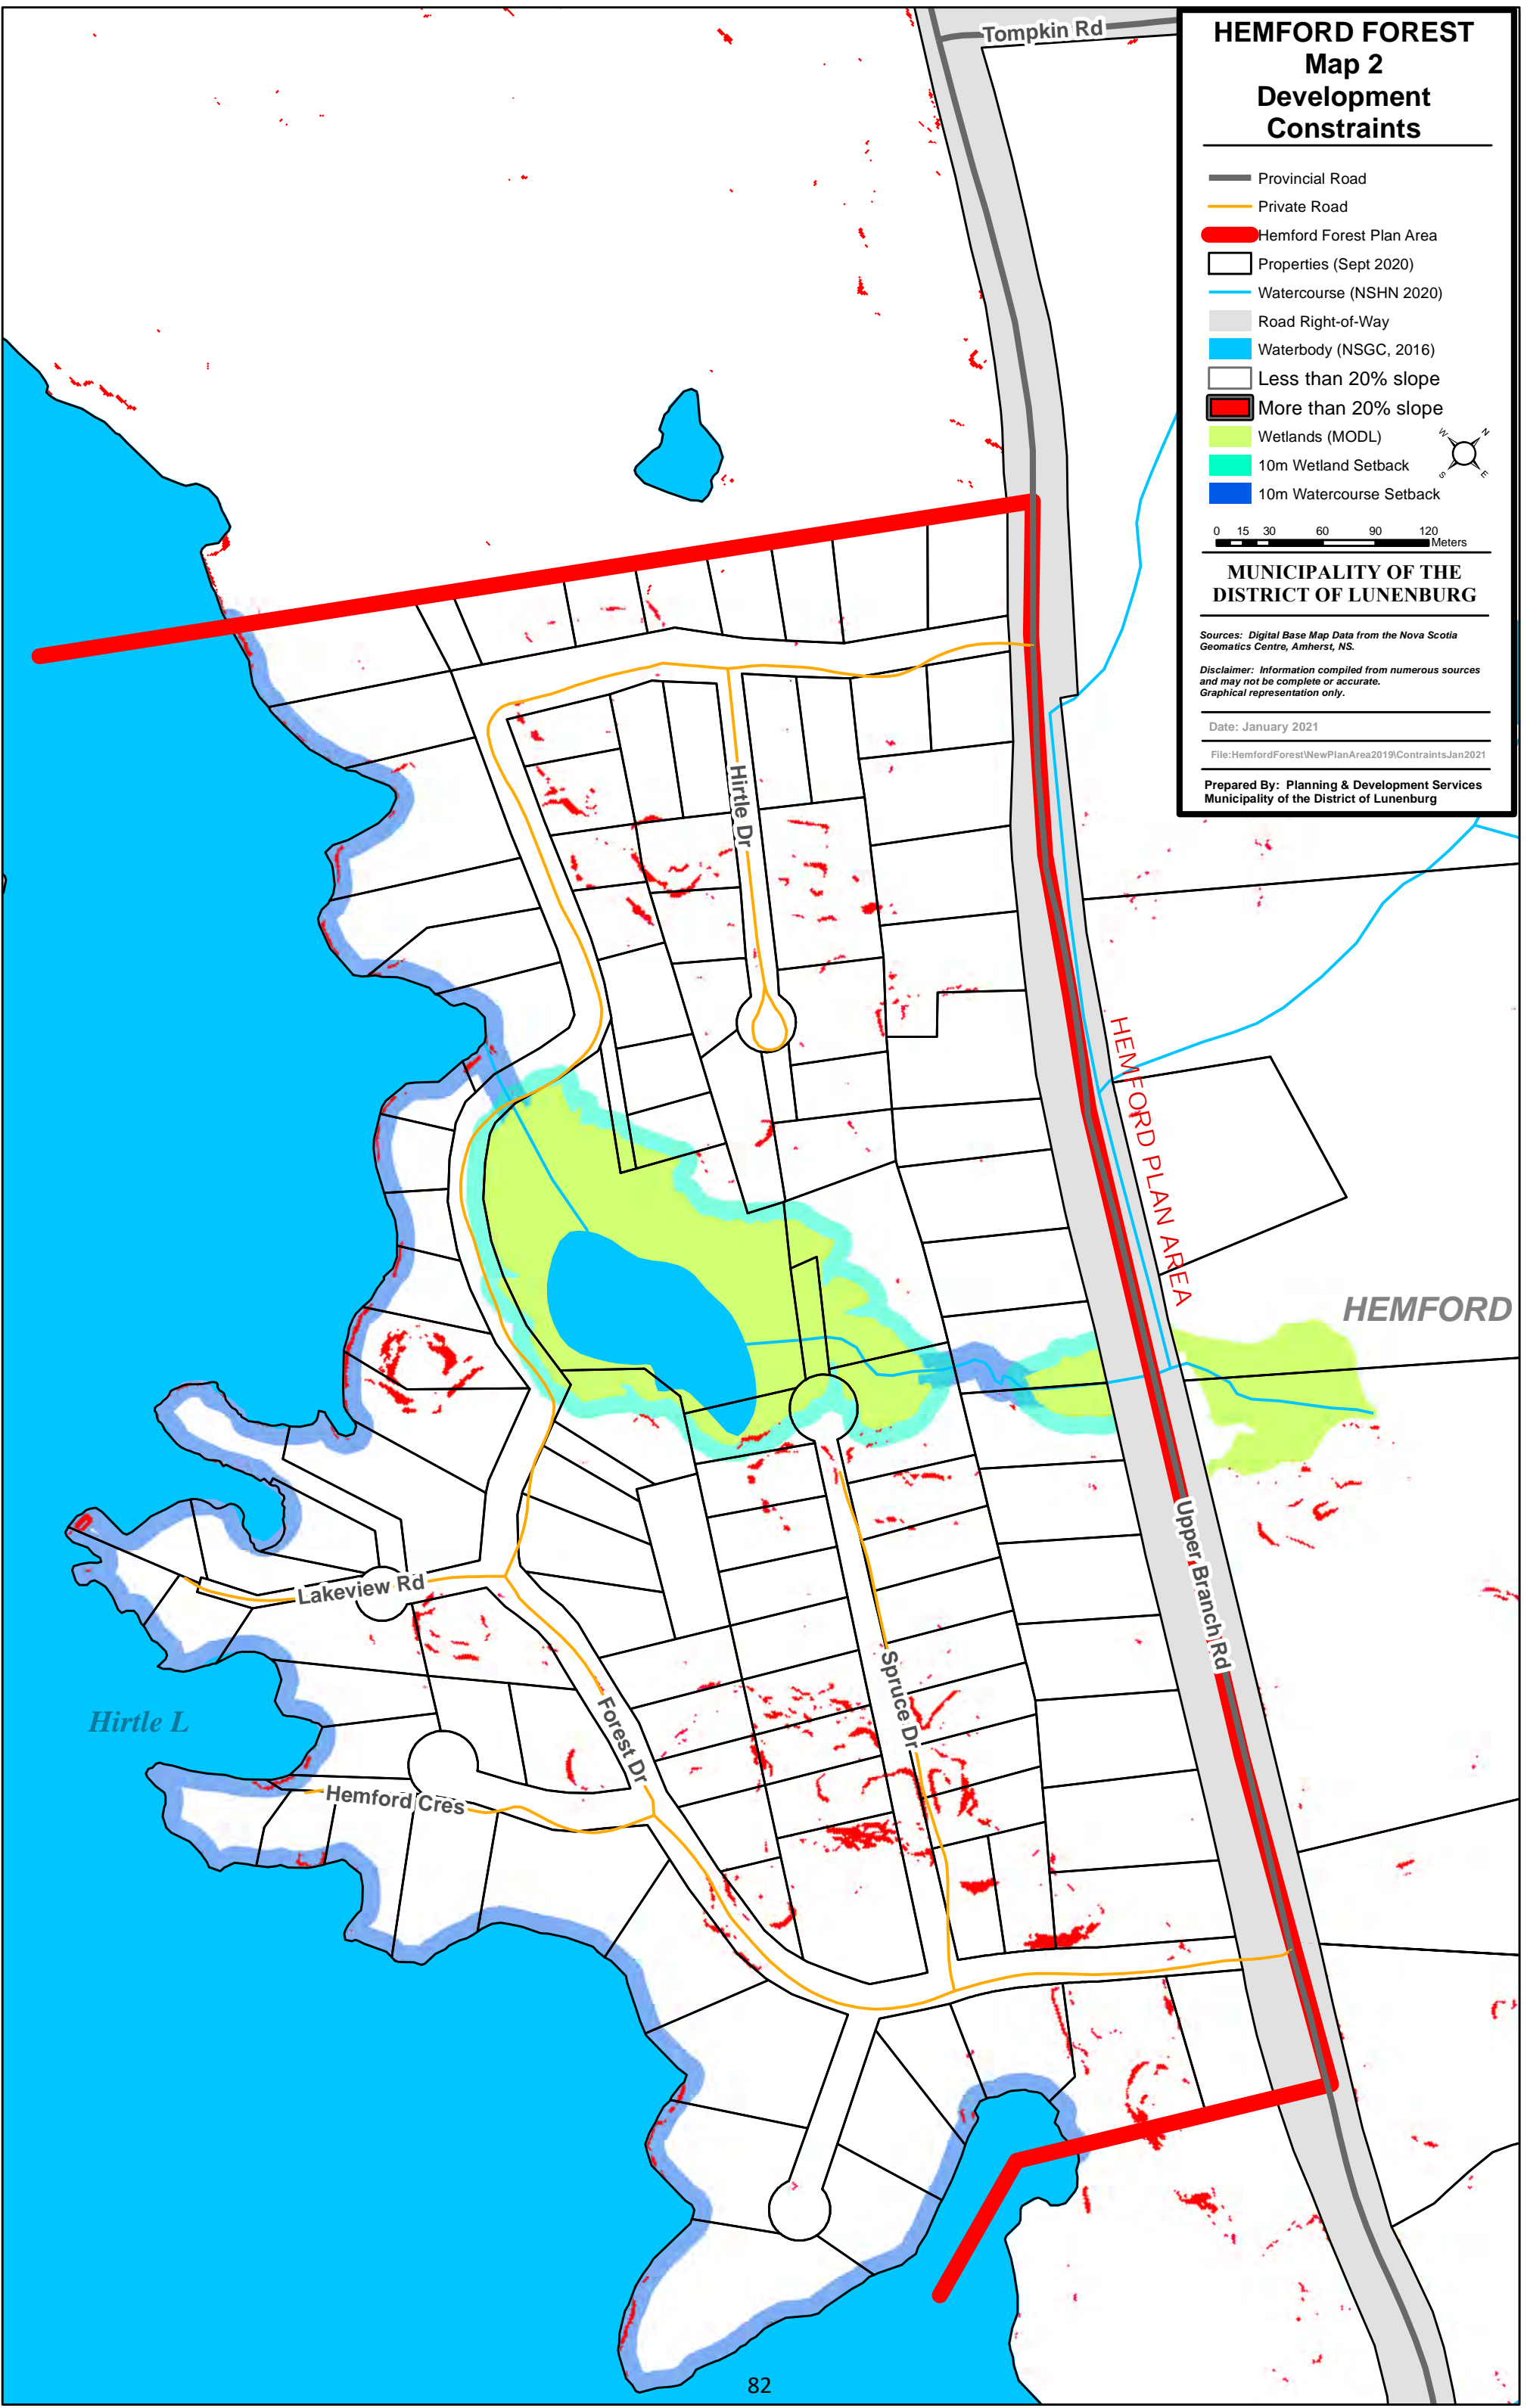 Tompkin Rd
HEMFORD FOREST
Map 2
Development
Constraints
Provincial Road
Private Road
Hemford Forest Plan Area
Properties (Sept 2020)
Watercourse (NSHN 2020)
Road Right-of-Way
Waterbody (NSGC, 2016)
Less than 20% slope
More than 20% slope
Wetlands (MODL)
10m Wetland Setback
10m Watercourse Setback
W N
S E
0 15 30 60 90 120
Meters
MUNICIPALITY OF THE
DISTRICT OF LUNENBURG
Sources: Digital Base Map Data from the Nova Scotia
Geomatics Centre, Amherst, NS.
Disclaimer: Information compiled from numerous sources
and may not be complete or accurate.
Graphical representation only.
Date: January 2021
File:HemfordForest\NewPlanArea2019\ContraintsJan2021
Prepared By: Planning & Development Services
Municipality of the District of Lunenburg
Hirtle Dr
HEMFORD PLAN AREA
HEMFORD
Upper Branch Rd
Lakeview Rd
Spruce Dr
Forest Dr
Hirtle L
Hemford Cres
82